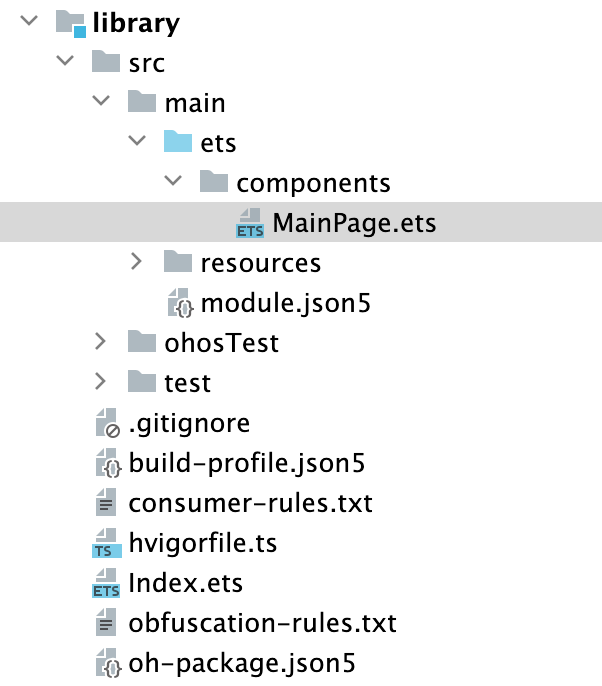 library
src
main
ets
components
ETS MainPage.ets
resources
{} module.json5
ohosTest
test
.gitignore
{} build-profile.json5
consumer-rules.txt
TS hvigorfile.ts
ETS Index.ets
obfuscation-rules.txt
{} oh-package.json5